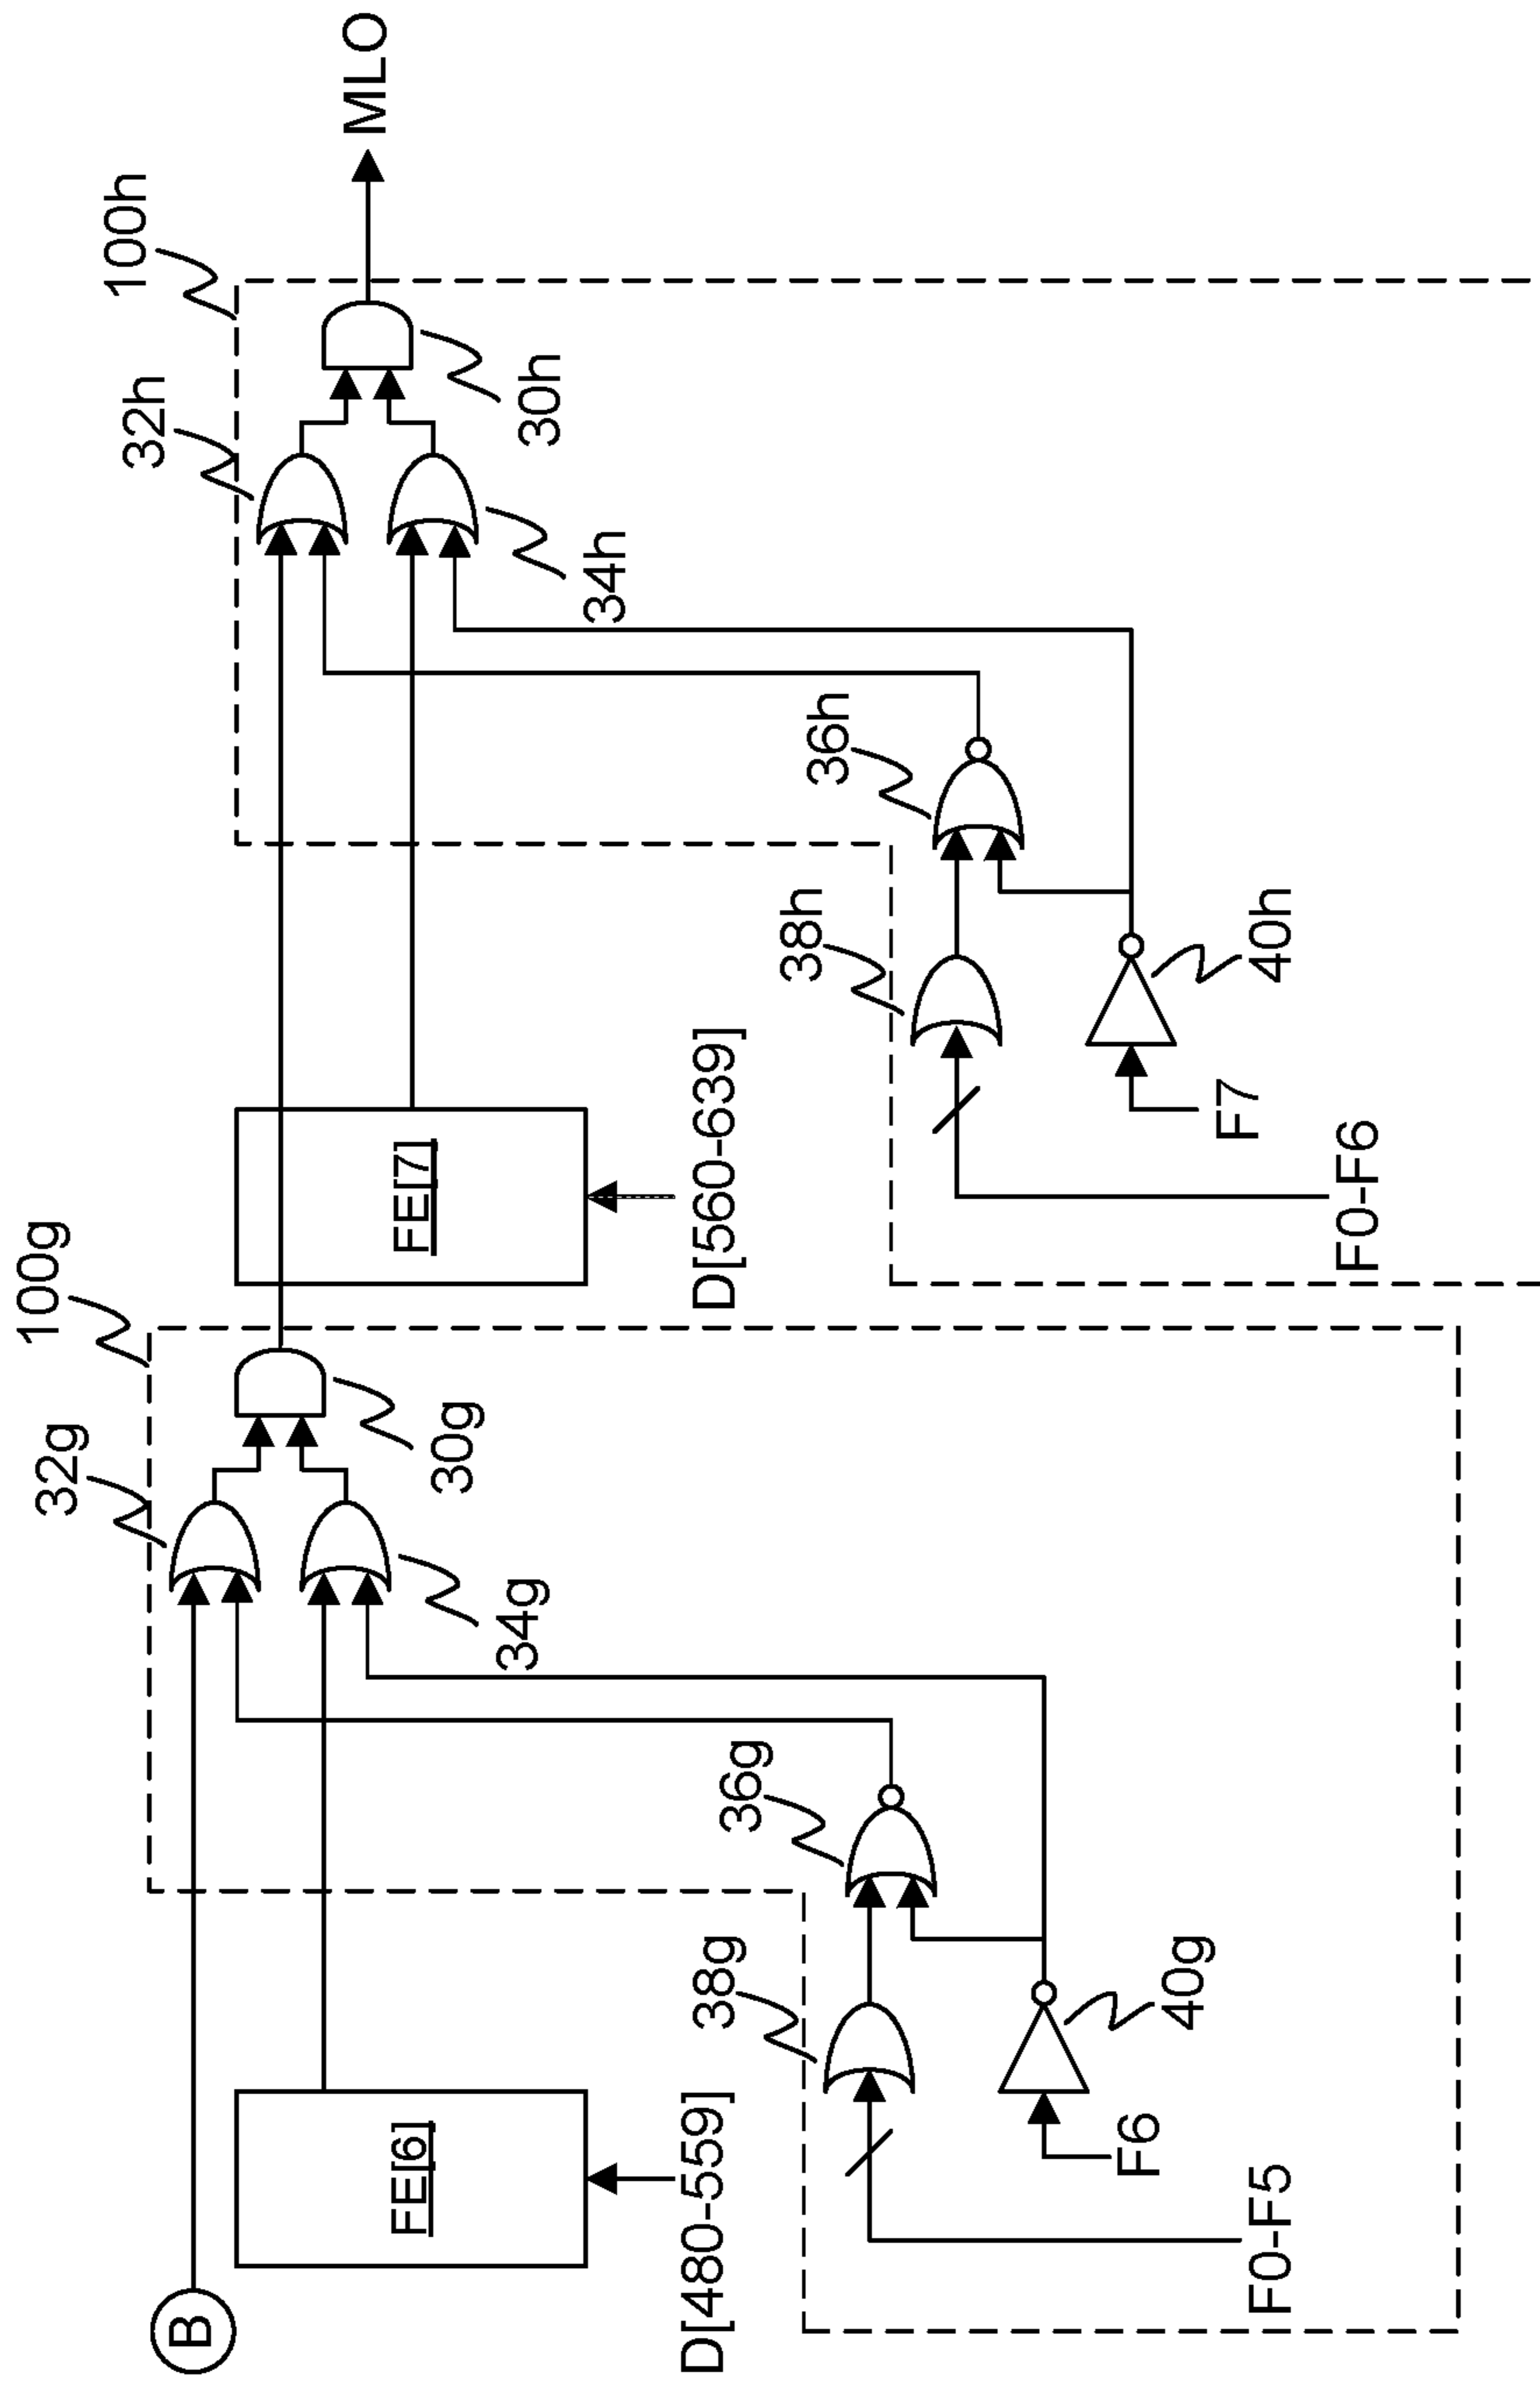 B
FE[6]
D[480-559]
F0-F5
F6
38g
40g
36g
34g
32g
30g
100g
FE[7]
D[560-639]
F0-F6
F7
38h
40h
36h
34h
32h
30h
100h
MLO